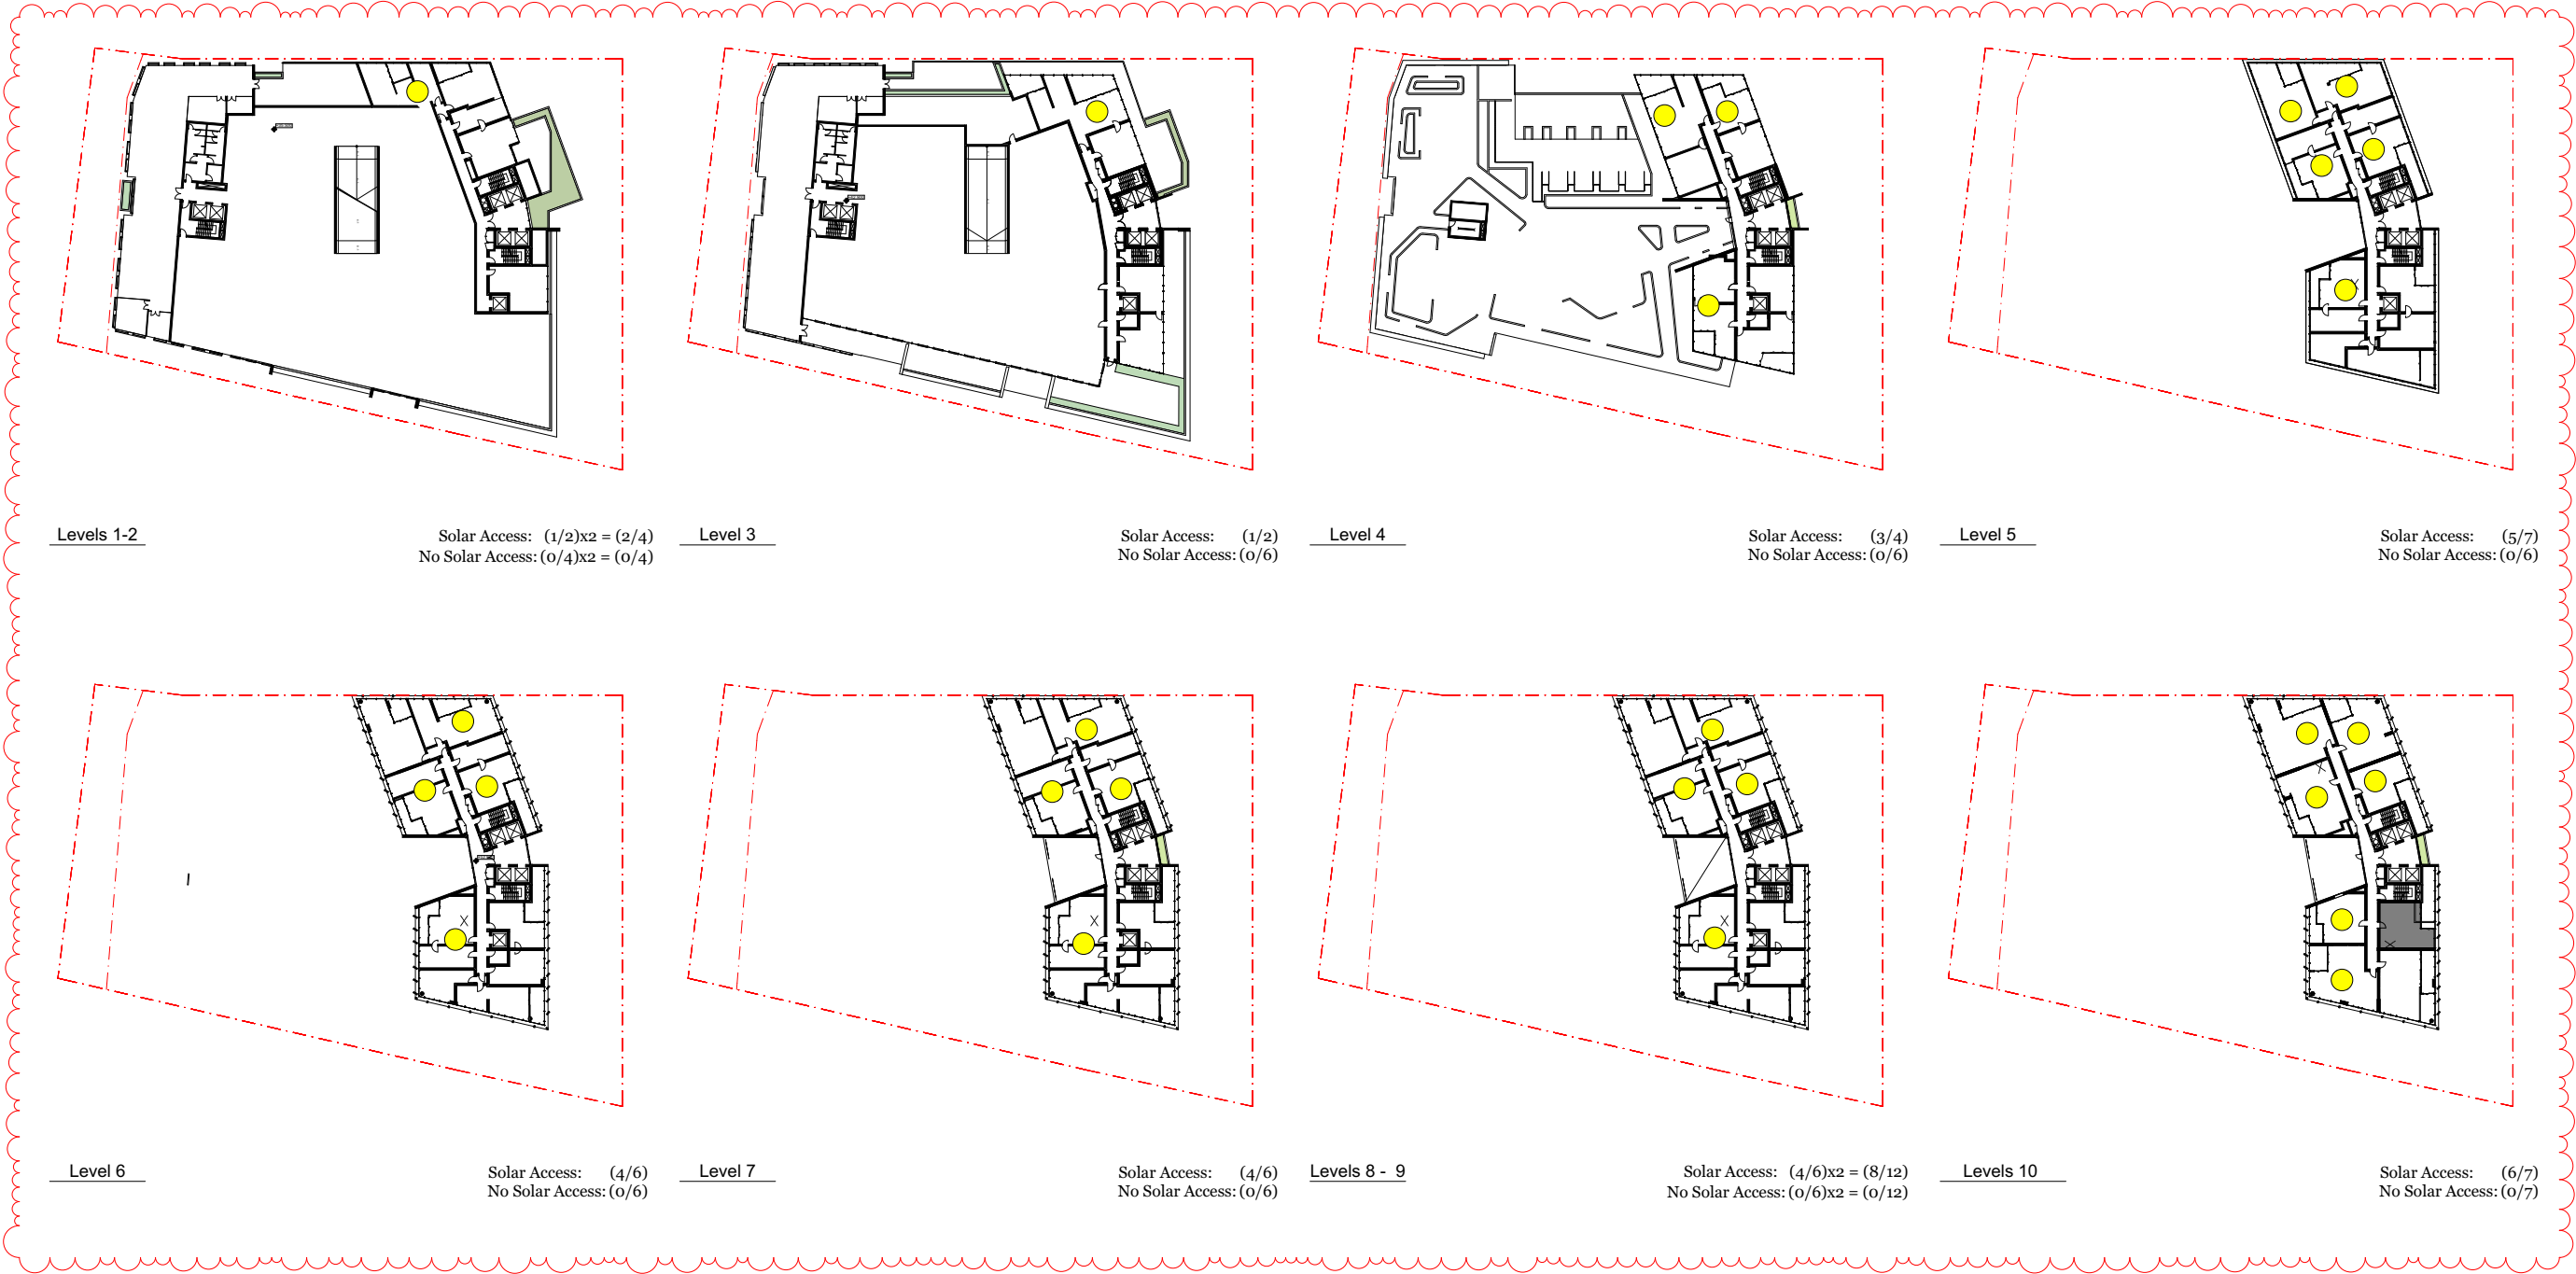 Levels 1-2
Solar Access: (1/2)x2 = (2/4)
No Solar Access: (0/4)x2 = (0/4)
Level 3
Solar Access: (1/2)
No Solar Access: (0/6)
Level 4
Solar Access: (3/4)
No Solar Access: (0/6)
Level 5
Solar Access: (5/7)
No Solar Access: (0/6)
Level 6
Solar Access: (4/6)
No Solar Access: (0/6)
Level 7
Solar Access: (4/6)
No Solar Access: (0/6)
Levels 8 - 9
Solar Access: (4/6)x2 = (8/12)
No Solar Access: (0/6)x2 = (0/12)
Levels 10
Solar Access: (6/7)
No Solar Access: (0/7)